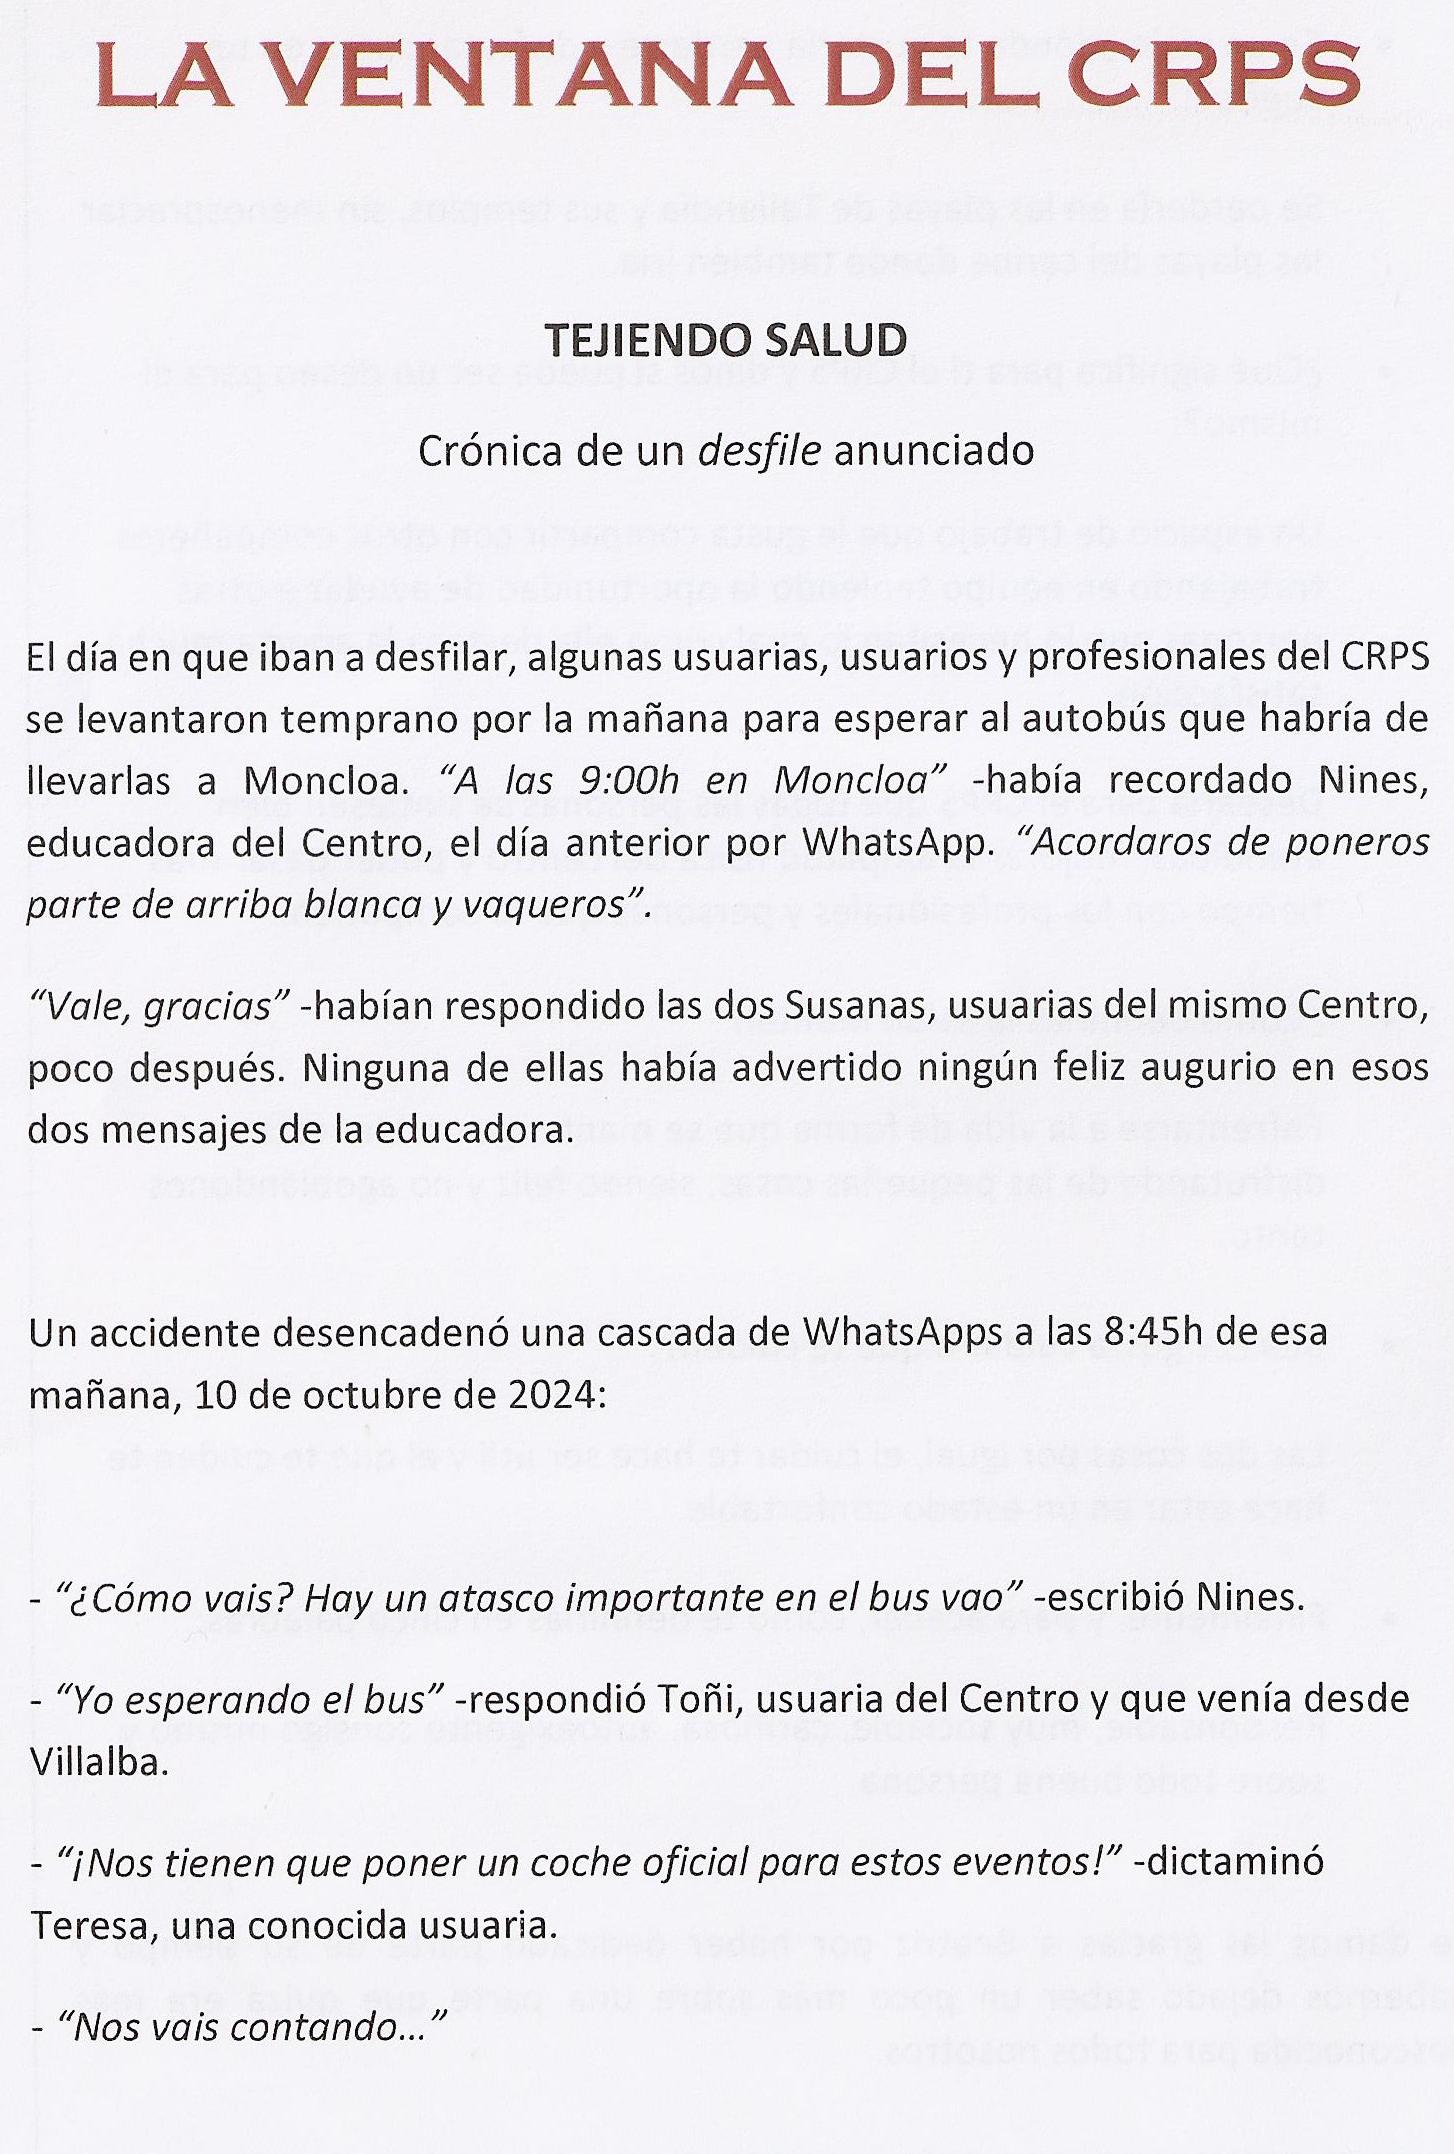 LA VENTANA DEL CRPS
TEJIENDO SALUD
Crónica de un desfile anunciado
El día en que iban a desfilar, algunas usuarias, usuarios y profesionales del CRPS
se levantaron temprano por la mañana para esperar al autobús que habría de
llevarlas a Moncloa. “A las 9:00h en Moncloa” -había recordado Nines,
educadora del Centro, el día anterior por WhatsApp. “Acordaros de poneros
parte de arriba blanca y vaqueros”.
“Vale, gracias” -habían respondido las dos Susanas, usuarias del mismo Centro,
poco después. Ninguna de ellas había advertido ningún feliz augurio en esos
dos mensajes de la educadora.
Un accidente desencadenó una cascada de WhatsApps a las 8:45h de esa
mañana, 10 de octubre de 2024:
- “¿Cómo vais? Hay un atasco importante en el bus vao” -escribió Nines.
- “Yo esperando el bus” -respondió Toñi, usuaria del Centro y que venía desde
Villalba.
- “¡Nos tienen que poner un coche oficial para estos eventos!” -dictaminó
Teresa, una conocida usuaria.
- “Nos vais contando...”